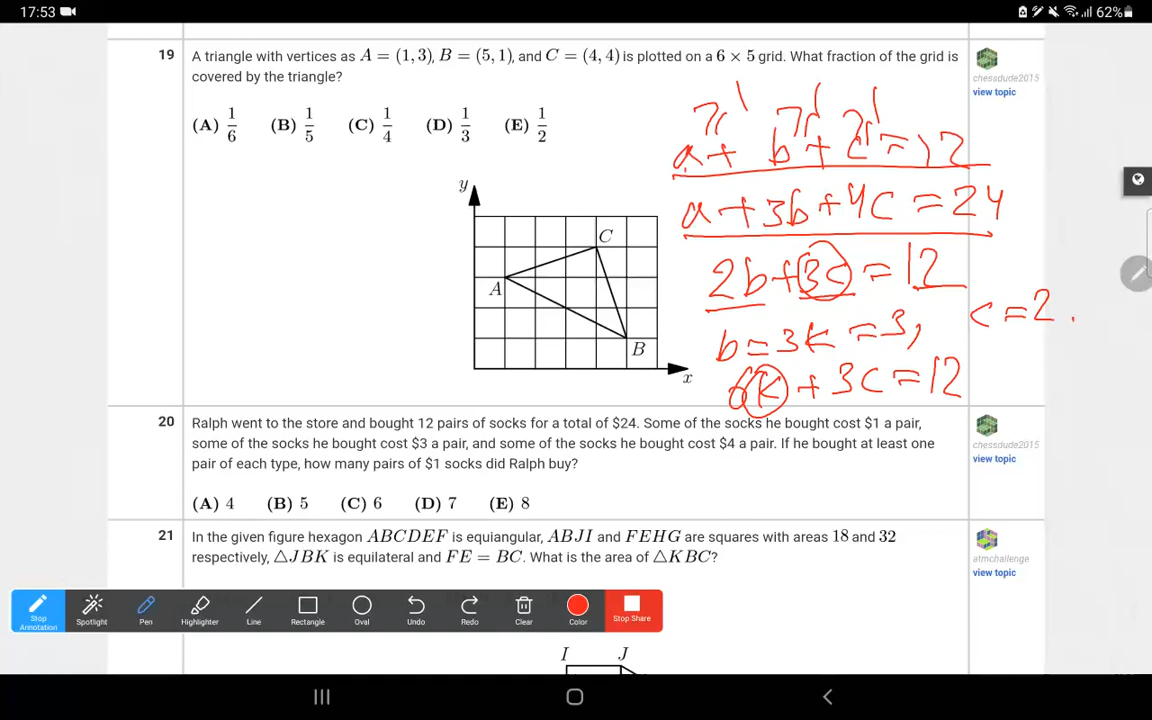 17:53
62%
19 A triangle with vertices as A = (1, 3), B = (5, 1), and C = (4, 4) is plotted on a 6 × 5 grid. What fraction of the grid is
covered by the triangle?
chessdude2015
view topic
(A) 1/6 (B) 1/5 (C) 1/4 (D) 1/3 (E) 1/2
y
C
A
B
x
a + b + c = 12
a + 3b + 4c = 24
2b + 3c = 12
b = 3k = 3, c = 2.
6k + 3c = 12
20 Ralph went to the store and bought 12 pairs of socks for a total of $24. Some of the socks he bought cost $1 a pair,
some of the socks he bought cost $3 a pair, and some of the socks he bought cost $4 a pair. If he bought at least one
pair of each type, how many pairs of $1 socks did Ralph buy?
chessdude2015
view topic
(A) 4 (B) 5 (C) 6 (D) 7 (E) 8
21 In the given figure hexagon ABCDEF is equiangular, ABJI and FEHG are squares with areas 18 and 32
respectively, △JBK is equilateral and FE = BC. What is the area of △KBC?
atmchallenge
view topic
Stop Annotation
Spotlight
Pen
Highlighter
Line
Rectangle
Oval
Undo
Redo
Clear
Color
Stop Share
I J